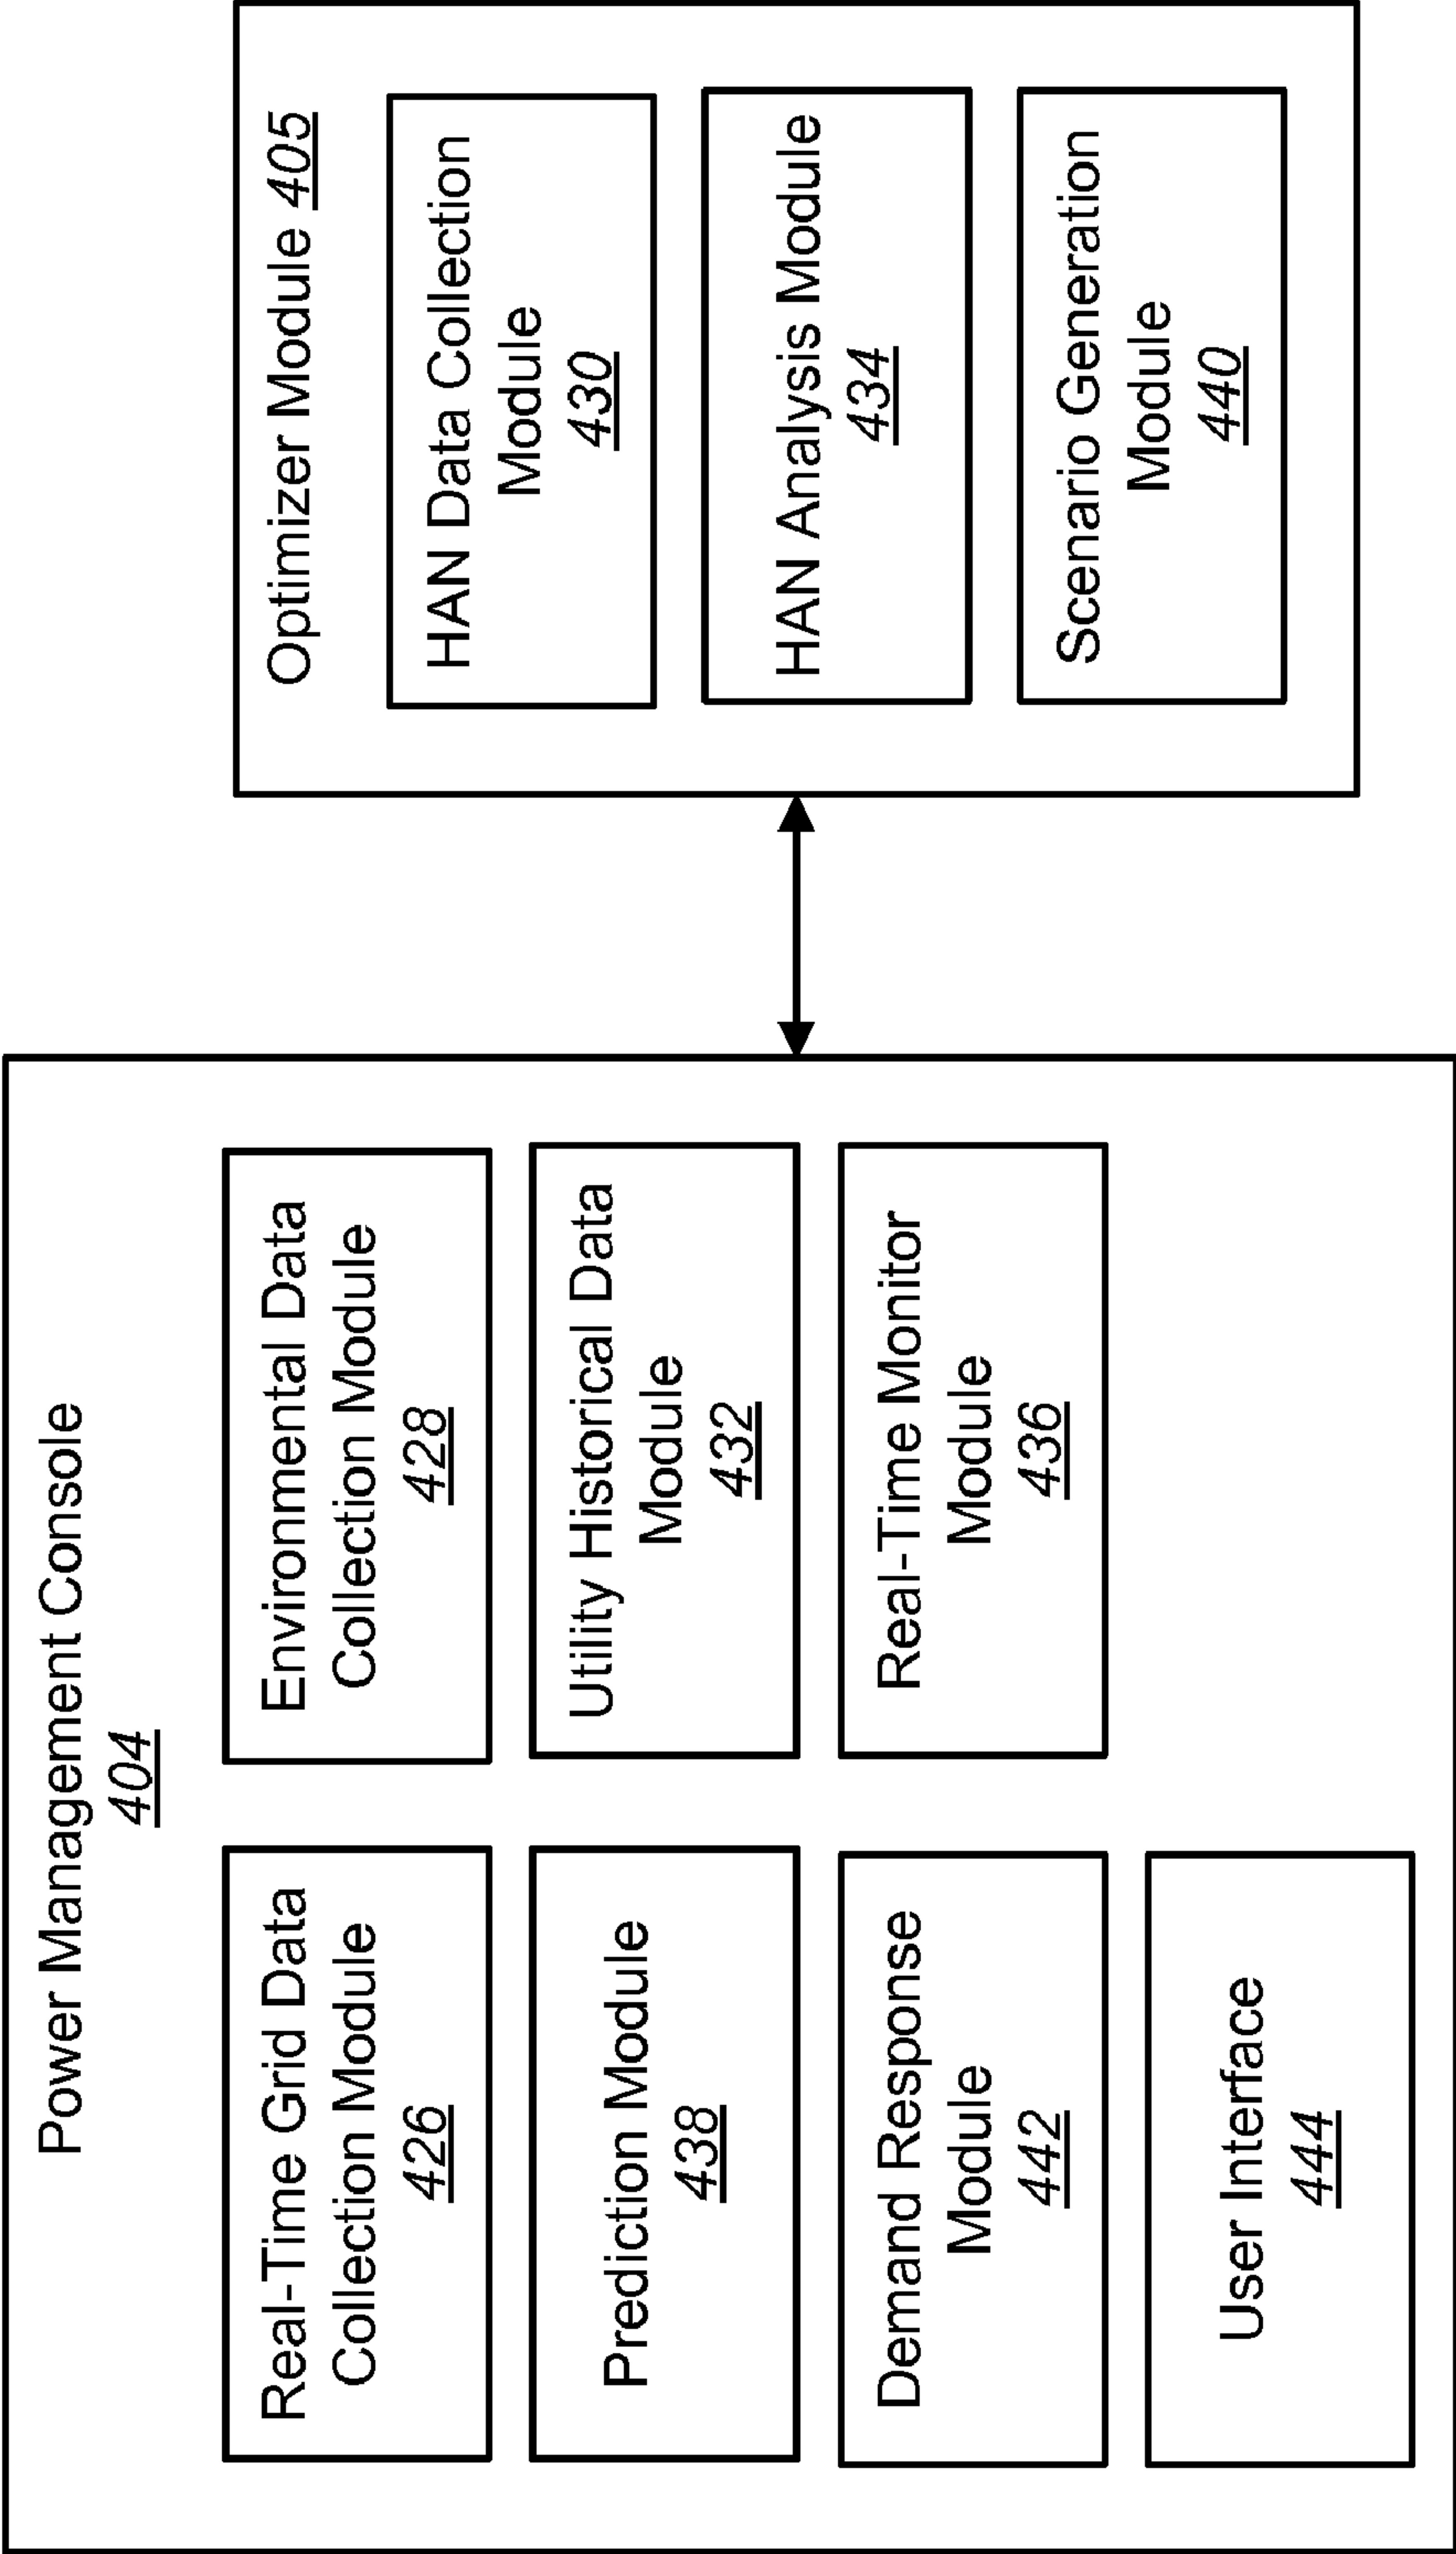 Power Management Console
404
Real-Time Grid Data
Collection Module
426
Environmental Data
Collection Module
428
Prediction Module
438
Utility Historical Data
Module
432
Demand Response
Module
442
Real-Time Monitor
Module
436
User Interface
444
Optimizer Module 405
HAN Data Collection
Module
430
HAN Analysis Module
434
Scenario Generation
Module
440